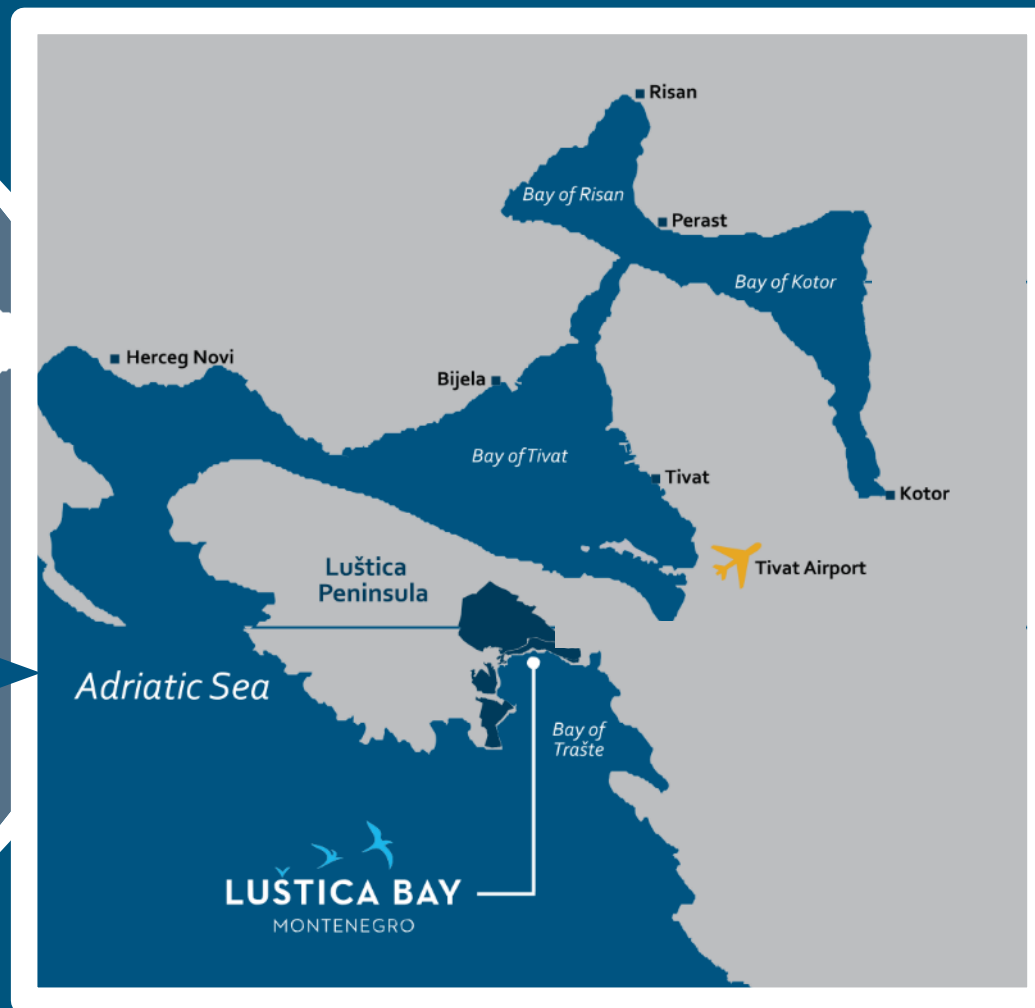 Risan
Bay of Risan
Perast
Bay of Kotor
Herceg Novi
Bijela
Bay of Tivat
Tivat
Kotor
Tivat Airport
Luštica
Peninsula
Adriatic Sea
Bay of
Trašte
LUŠTICA BAY
MONTENEGRO